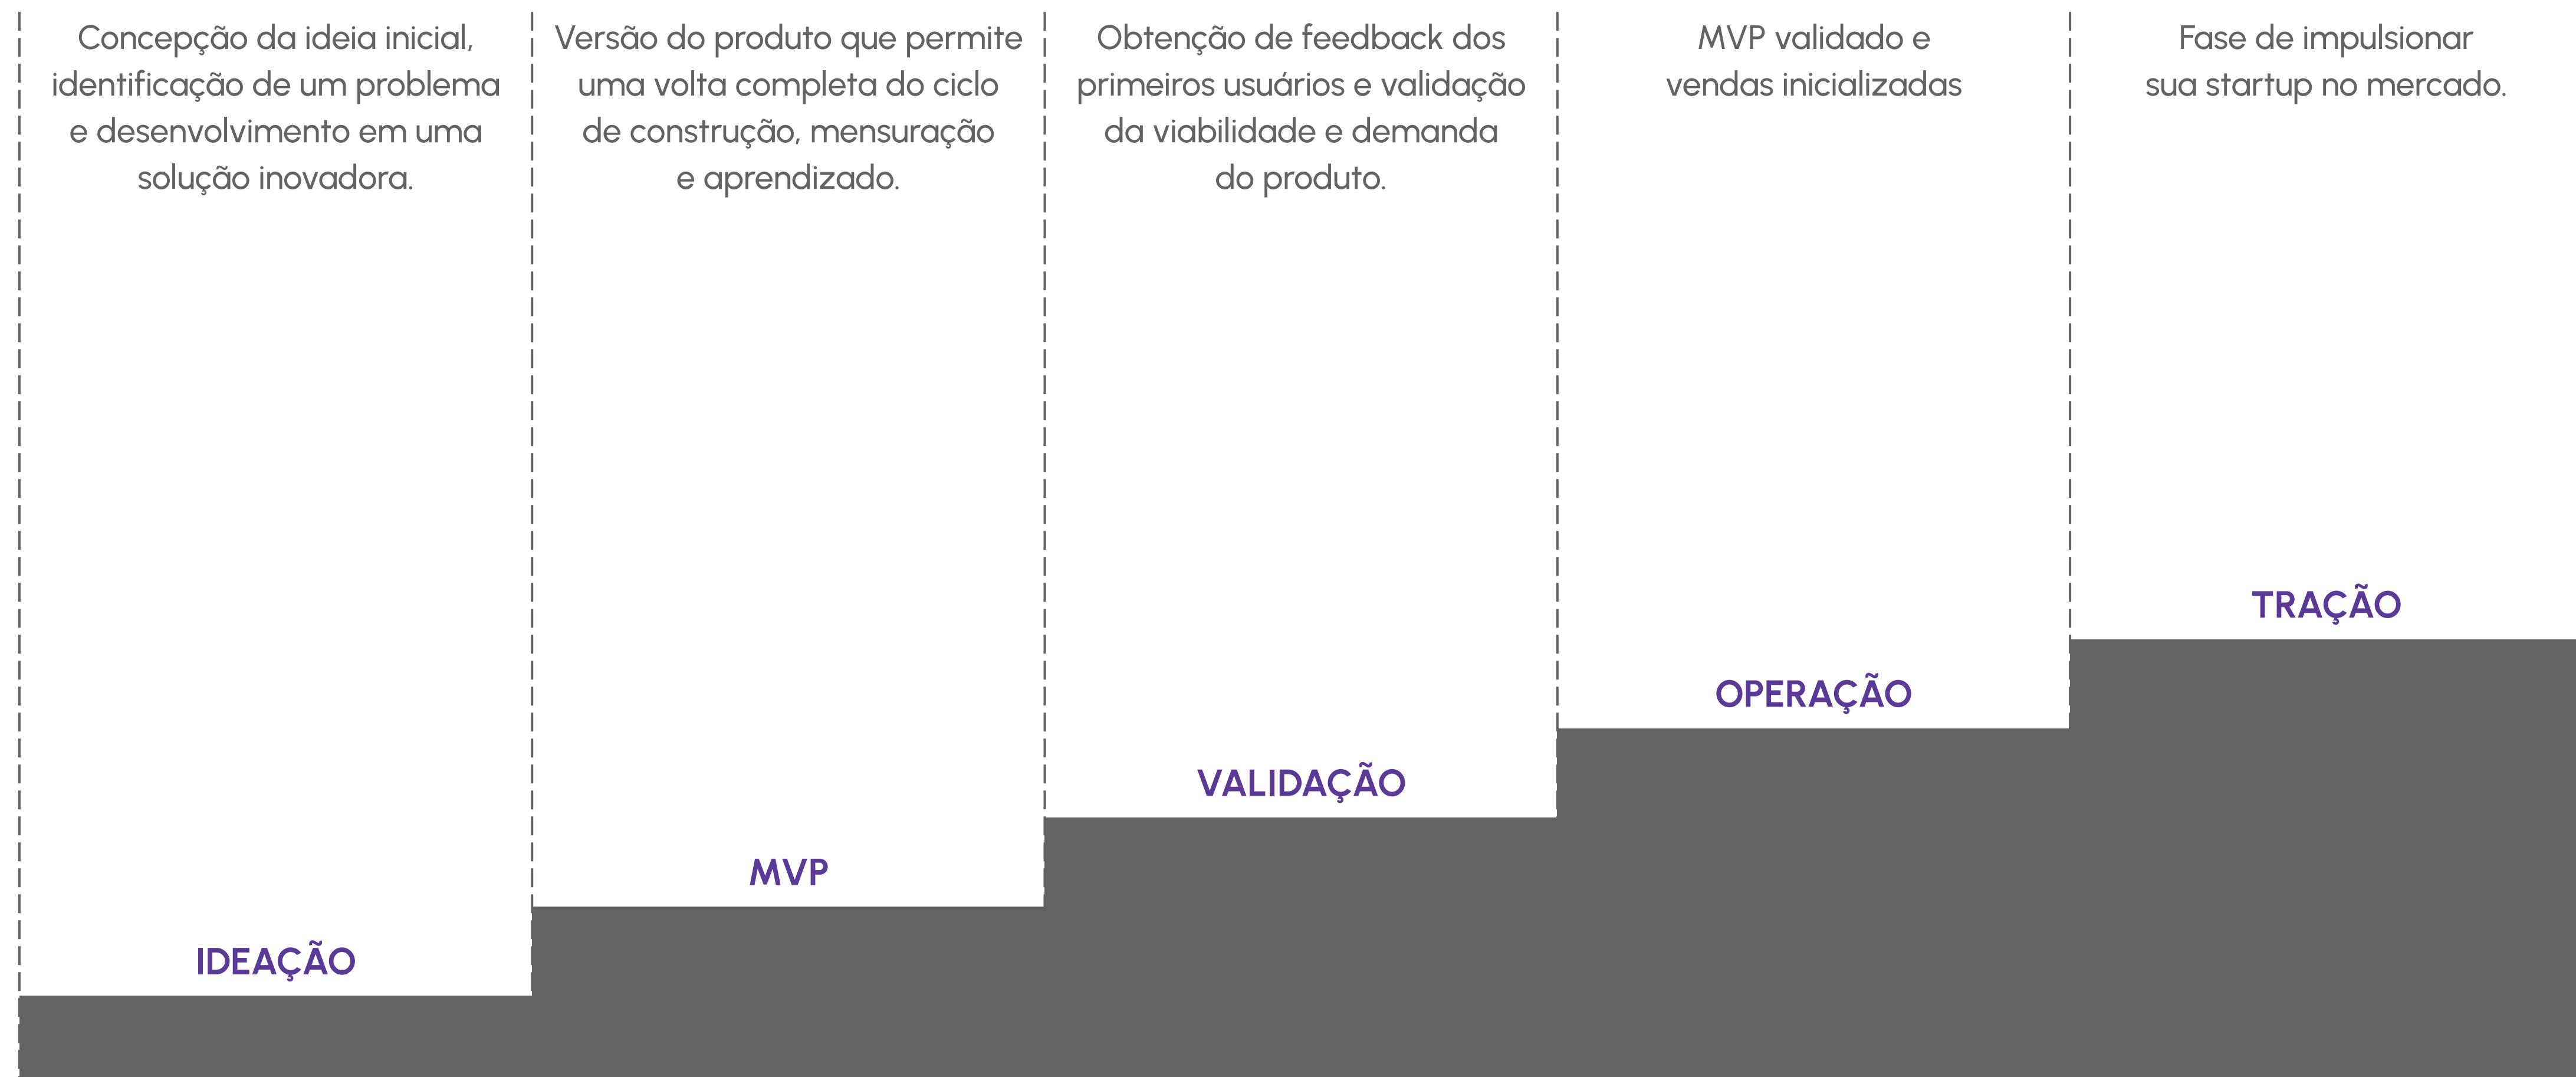 Concepção da ideia inicial,
identificação de um problema
e desenvolvimento em uma
solução inovadora.
Versão do produto que permite
uma volta completa do ciclo
de construção, mensuração
e aprendizado.
Obtenção de feedback dos
primeiros usuários e validação
da viabilidade e demanda
do produto.
MVP validado e
vendas inicializadas
Fase de impulsionar
sua startup no mercado.
IDEAÇÃO
MVP
VALIDAÇÃO
OPERAÇÃO
TRAÇÃO